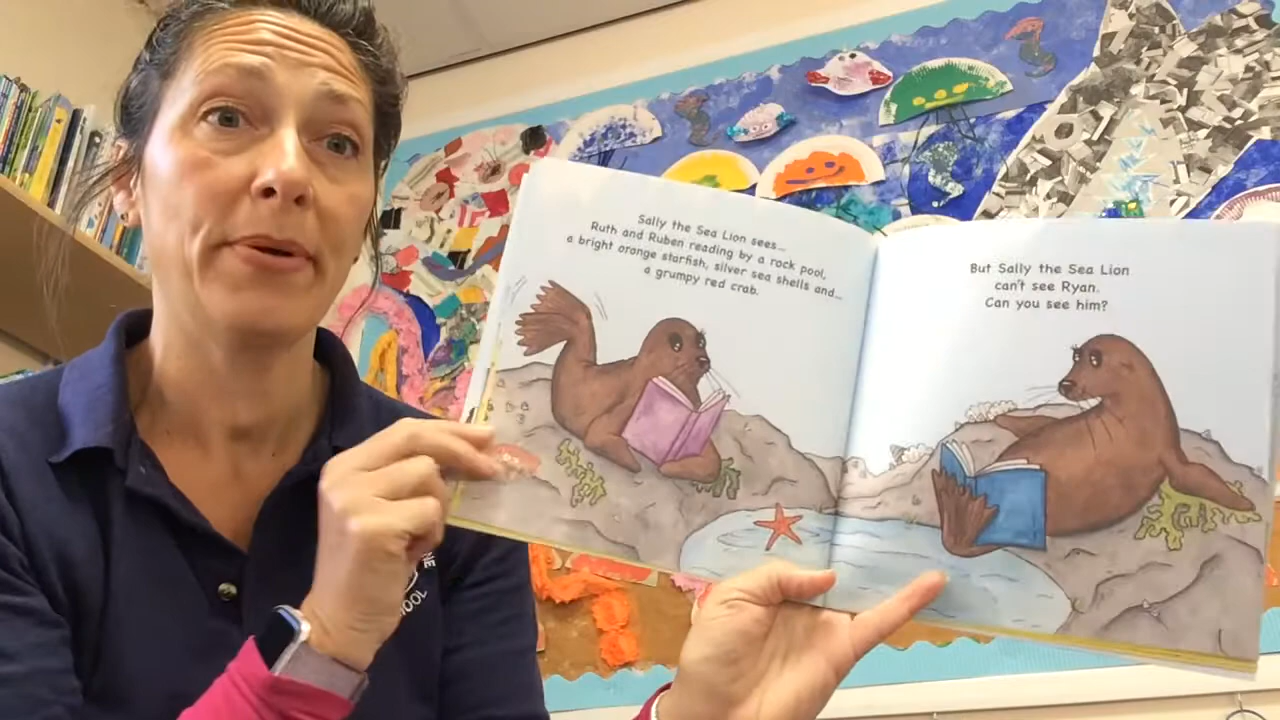 Sally the Sea Lion sees...
Ruth and Ruben reading by a rock pool,
a bright orange starfish, silver sea shells and...
a grumpy red crab.
But Sally the Sea Lion
can't see Ryan.
Can you see him?
OOL